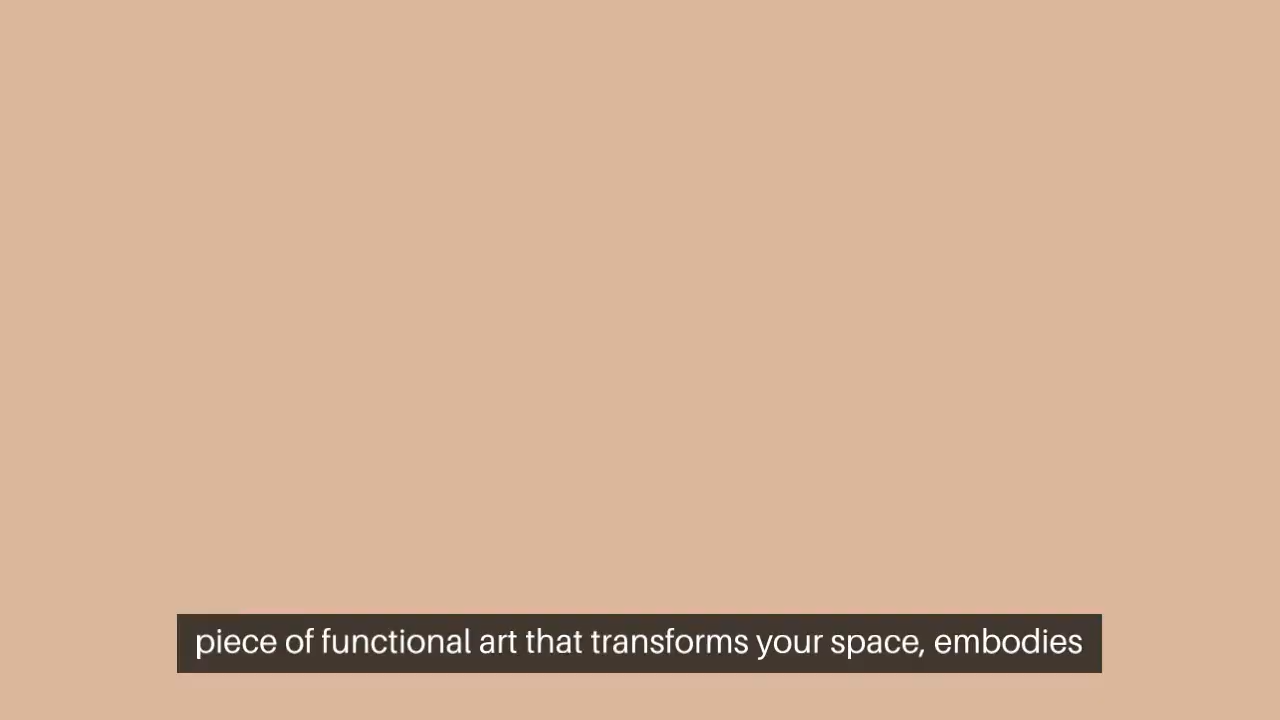 piece of functional art that transforms your space, embodies